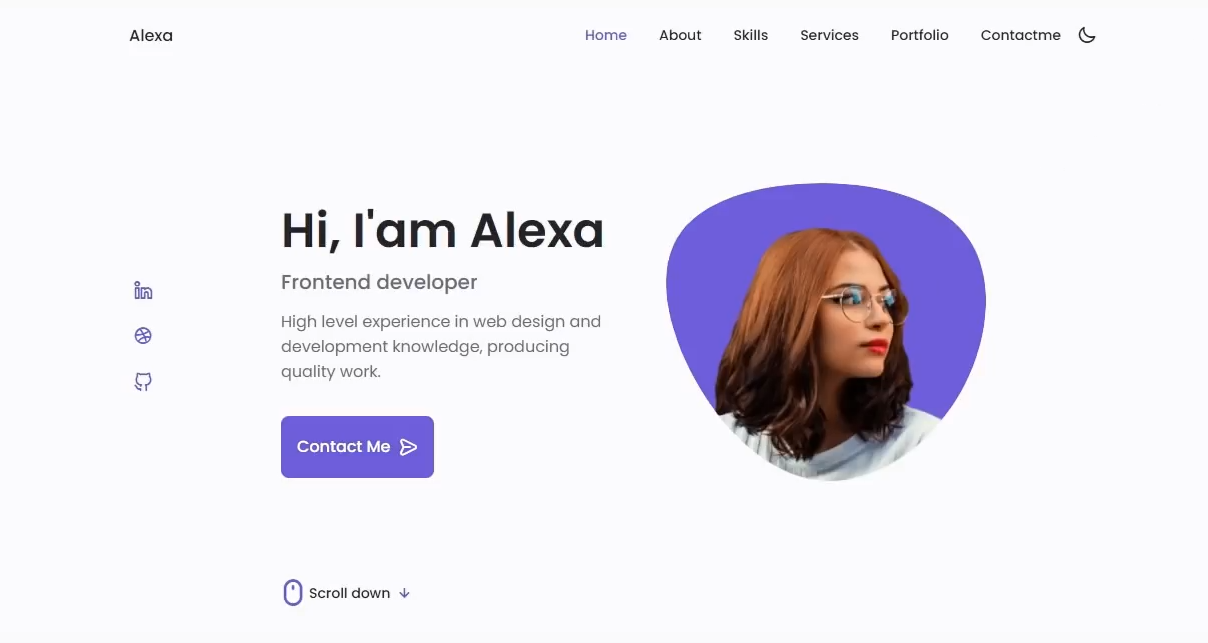 Alexa
Home About Skills Services Portfolio Contactme
Hi, I'am Alexa
Frontend developer
High level experience in web design and
development knowledge, producing
quality work.
Contact Me
Scroll down